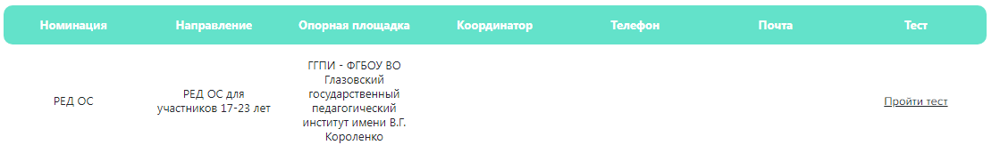 Номинация Направление Опорная площадка Координатор Телефон Почта Тест
ГГПИ - ФГБОУ ВО
Глазовский
РЕД ОС для государственный
РЕД ОС педагогический Пройти тест
участников 17-23 лет
институт имени В.Г.
Короленко